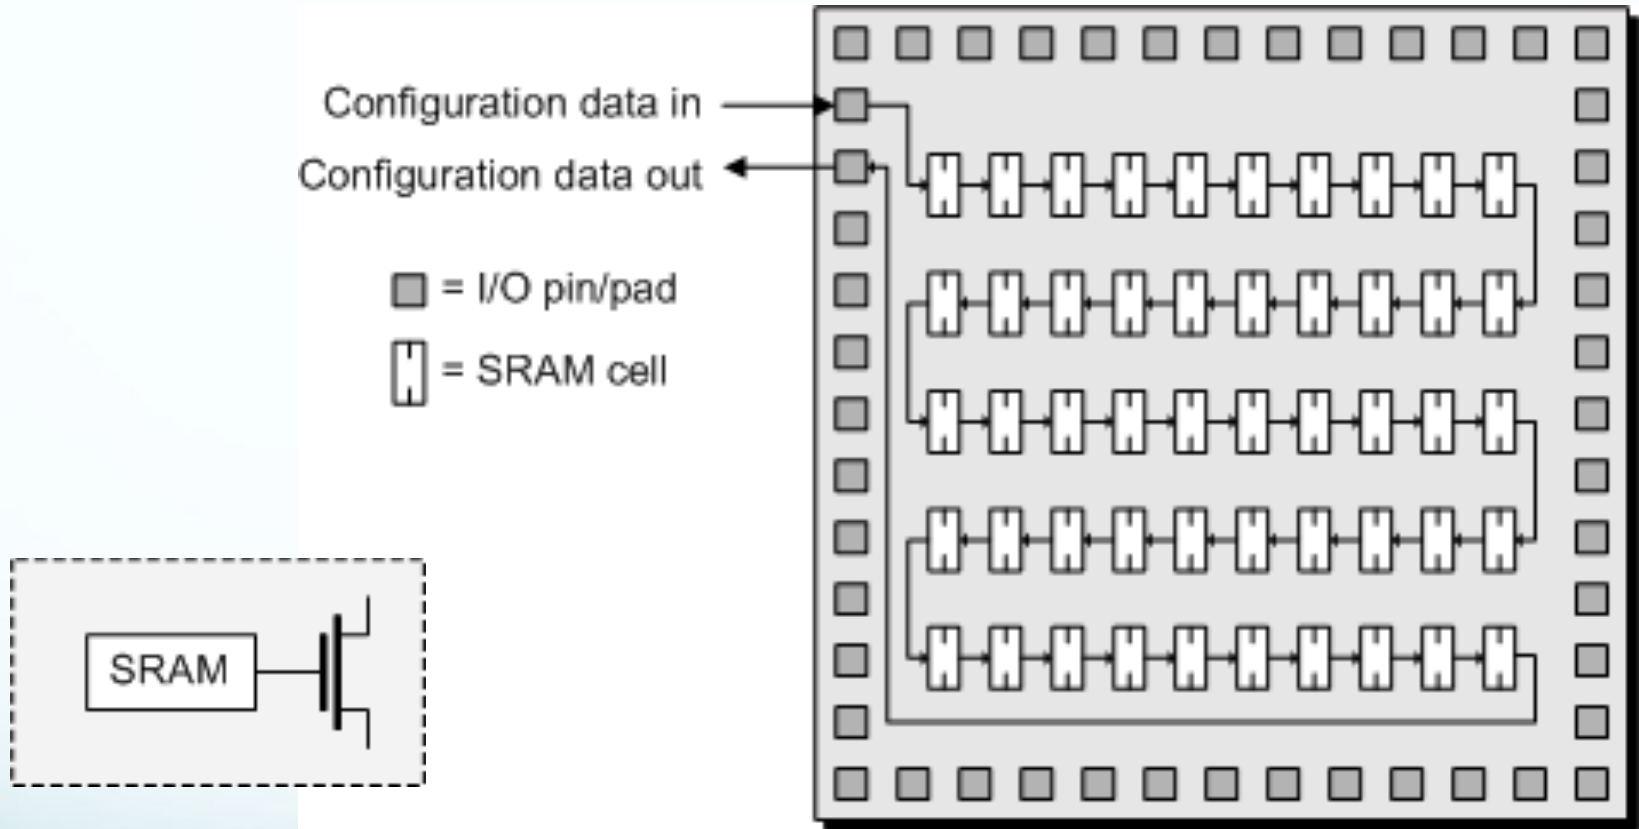 Configuration data in
Configuration data out
= I/O pin/pad
= SRAM cell
SRAM